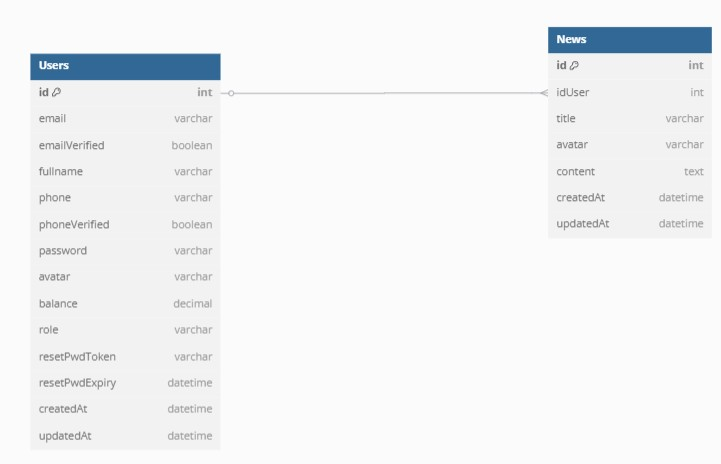 Users
id int
email varchar
emailVerified boolean
fullname varchar
phone varchar
phoneVerified boolean
password varchar
avatar varchar
balance decimal
role varchar
resetPwdToken varchar
resetPwdExpiry datetime
createdAt datetime
updatedAt datetime
News
id int
idUser int
title varchar
avatar varchar
content text
createdAt datetime
updatedAt datetime